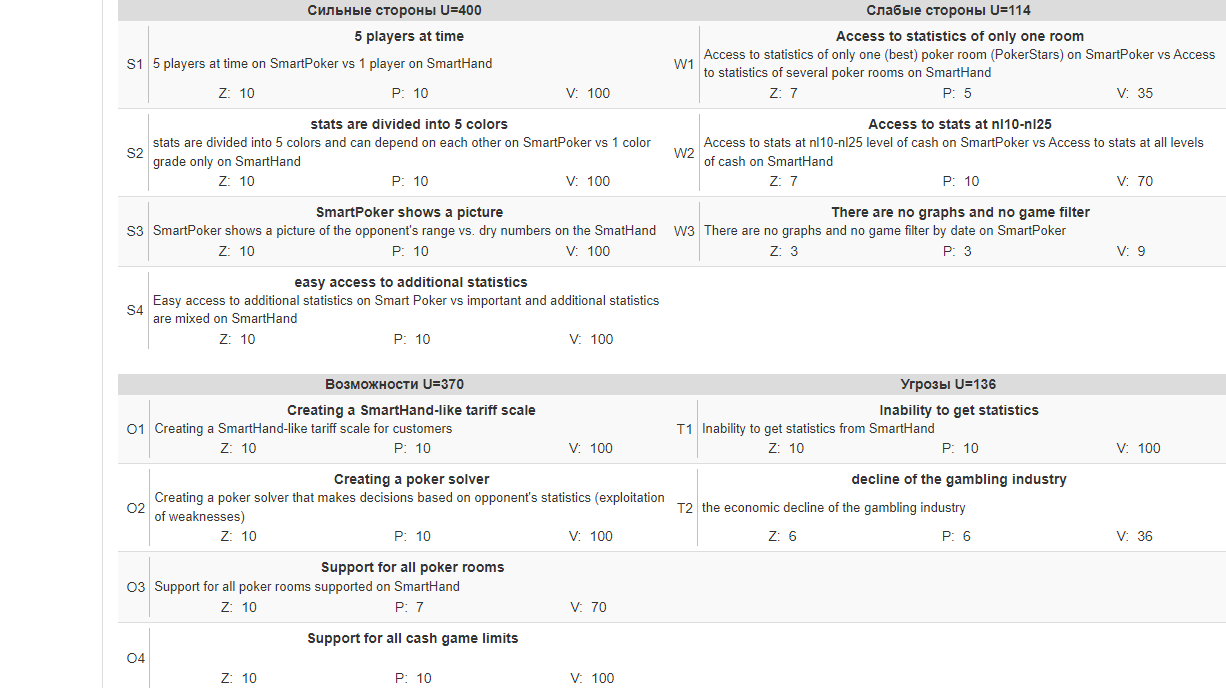 Сильные стороны U=400
Слабые стороны U=114
S1
5 players at time
5 players at time on SmartPoker vs 1 player on SmartHand
Z: 10 P: 10 V: 100
W1
Access to statistics of only one room
Access to statistics of only one (best) poker room (PokerStars) on SmartPoker vs Access
to statistics of several poker rooms on SmartHand
Z: 7 P: 5 V: 35
S2
stats are divided into 5 colors
stats are divided into 5 colors and can depend on each other on SmartPoker vs 1 color
grade only on SmartHand
Z: 10 P: 10 V: 100
W2
Access to stats at nl10-nl25
Access to stats at nl10-nl25 level of cash on SmartPoker vs Access to stats at all levels
of cash on SmartHand
Z: 7 P: 10 V: 70
S3
SmartPoker shows a picture
SmartPoker shows a picture of the opponent's range vs. dry numbers on the SmatHand
Z: 10 P: 10 V: 100
W3
There are no graphs and no game filter
There are no graphs and no game filter by date on SmartPoker
Z: 3 P: 3 V: 9
S4
easy access to additional statistics
Easy access to additional statistics on Smart Poker vs important and additional statistics
are mixed on SmartHand
Z: 10 P: 10 V: 100
Возможности U=370
Угрозы U=136
O1
Creating a SmartHand-like tariff scale
Creating a SmartHand-like tariff scale for customers
Z: 10 P: 10 V: 100
T1
Inability to get statistics
Inability to get statistics from SmartHand
Z: 10 P: 10 V: 100
O2
Creating a poker solver
Creating a poker solver that makes decisions based on opponent's statistics (exploitation
of weaknesses)
Z: 10 P: 10 V: 100
T2
decline of the gambling industry
the economic decline of the gambling industry
Z: 6 P: 6 V: 36
O3
Support for all poker rooms
Support for all poker rooms supported on SmartHand
Z: 10 P: 7 V: 70
O4
Support for all cash game limits
Z: 10 P: 10 V: 100